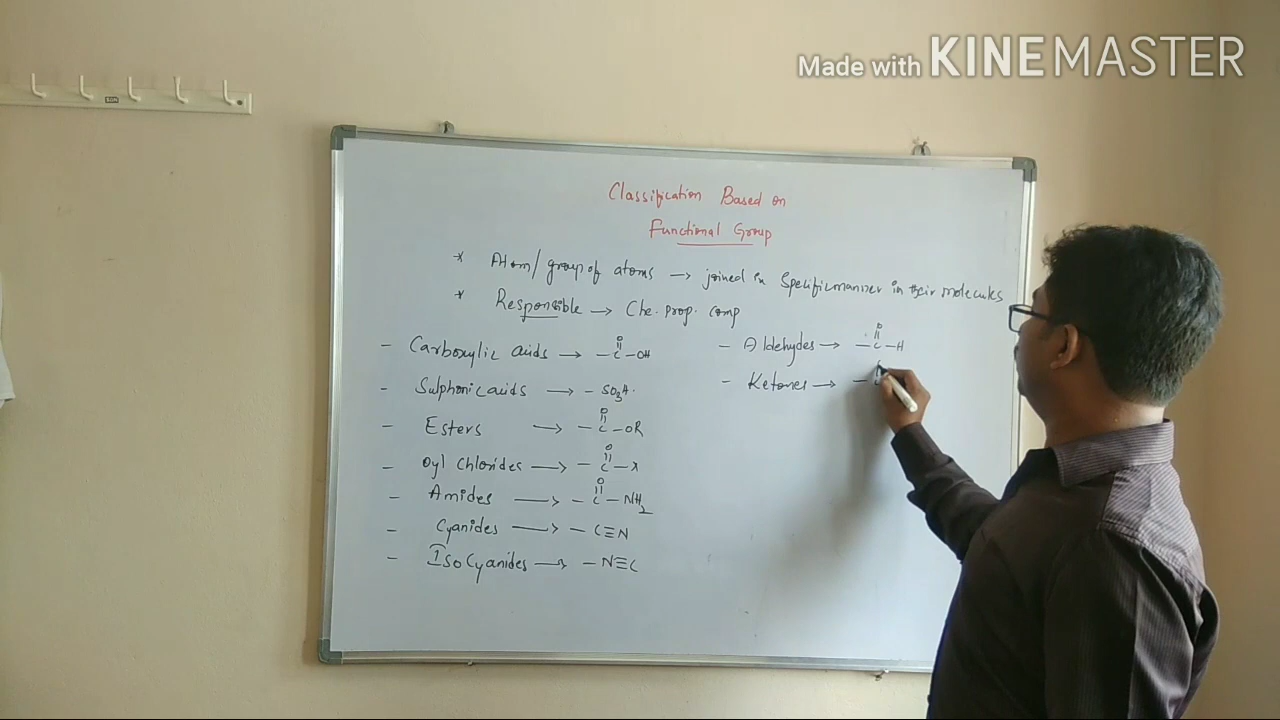 Made with KINEMASTER
Classification Based on
Functional Group
* Atom/group of atoms → joined in Specific manner in their molecules
* Responsible → Che. prop. comp
- Carboxylic acids → -C(=O)-OH
- Sulphonic acids → - SO3H.
- Esters → -C(=O)-OR
- Oyl Chlorides → -C(=O)-X
- Amides → -C(=O)-NH2
- Cyanides → - C≡N
- IsoCyanides → - N≡C
- Aldehydes → -C(=O)-H
- Ketones → -